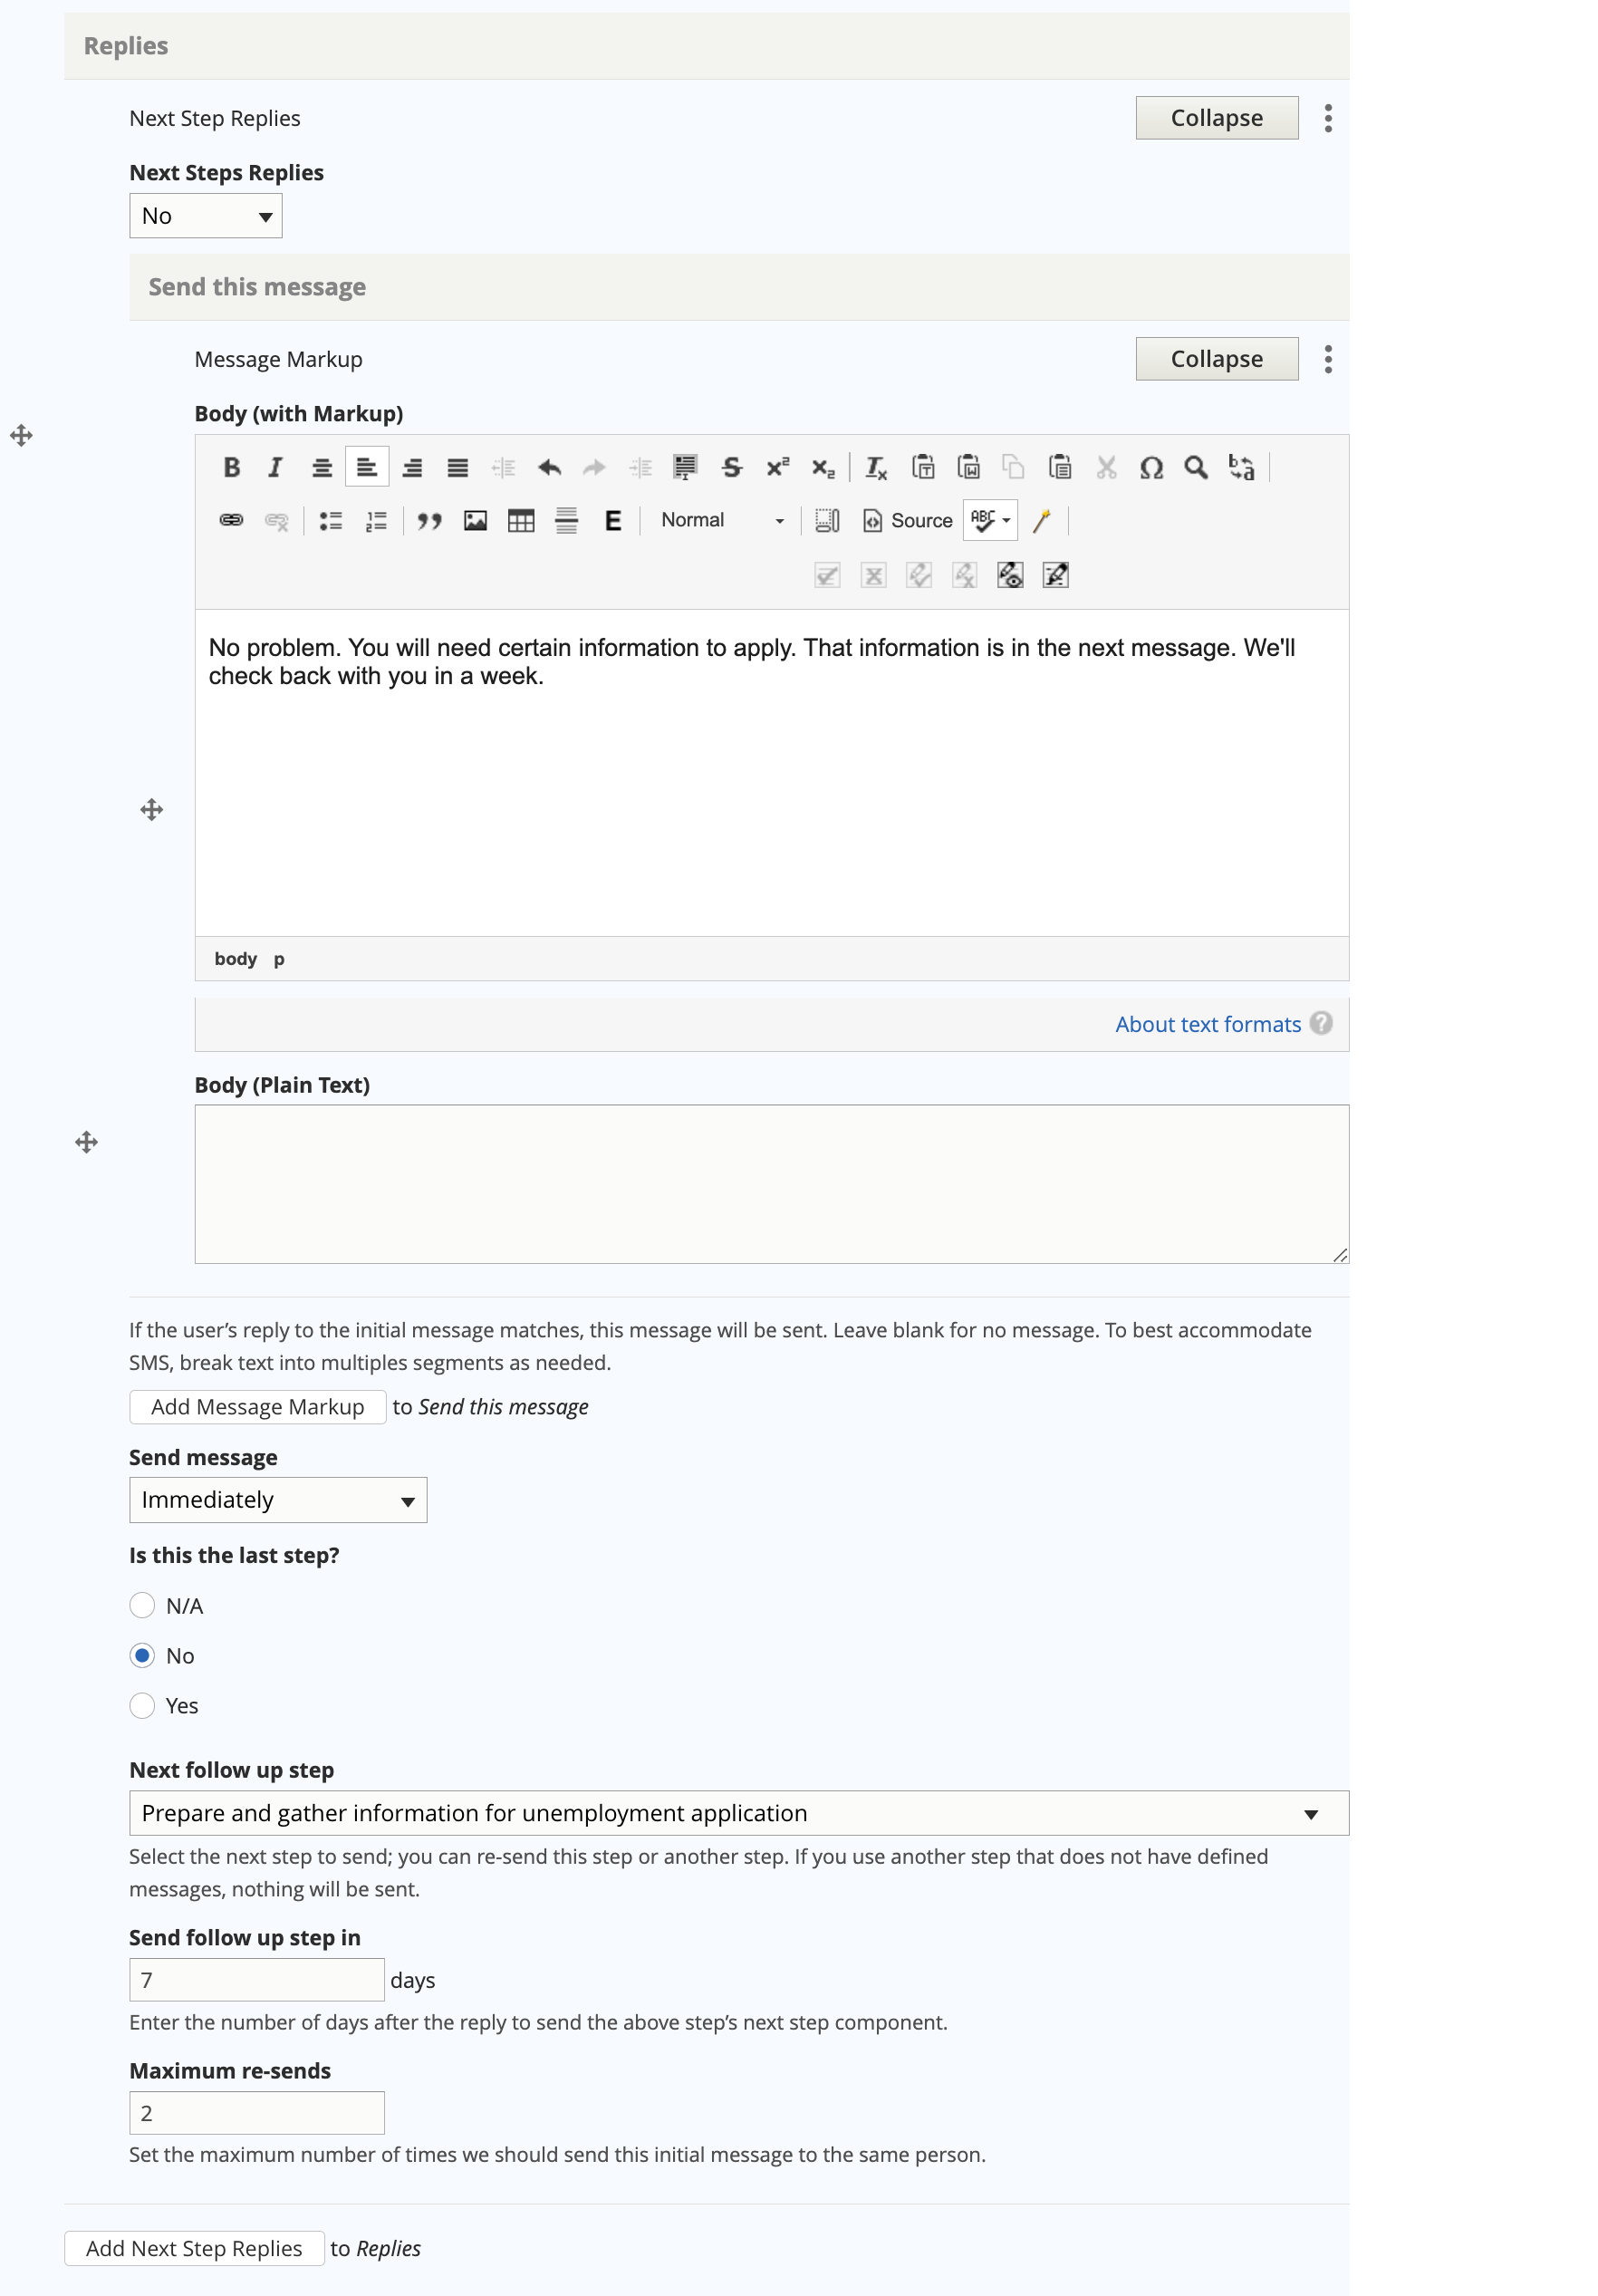 Replies
Next Step Replies
Collapse
Next Steps Replies
No
Send this message
Message Markup
Collapse
Body (with Markup)
Normal
Source
No problem. You will need certain information to apply. That information is in the next message. We'll
check back with you in a week.
body p
About text formats ?
Body (Plain Text)
If the user’s reply to the initial message matches, this message will be sent. Leave blank for no message. To best accommodate
SMS, break text into multiples segments as needed.
Add Message Markup to Send this message
Send message
Immediately
Is this the last step?
N/A
No
Yes
Next follow up step
Prepare and gather information for unemployment application
Select the next step to send; you can re-send this step or another step. If you use another step that does not have defined
messages, nothing will be sent.
Send follow up step in
7 days
Enter the number of days after the reply to send the above step’s next step component.
Maximum re-sends
2
Set the maximum number of times we should send this initial message to the same person.
Add Next Step Replies to Replies